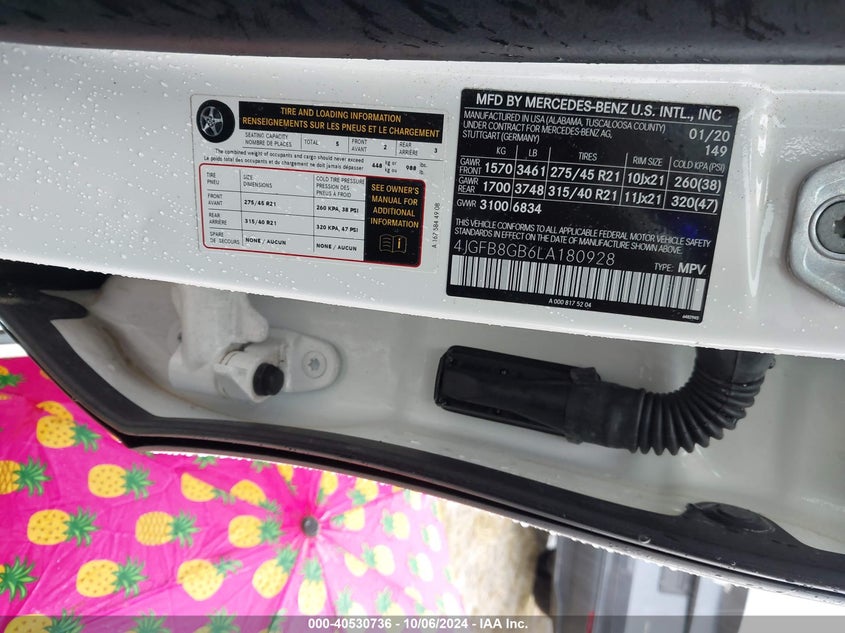 TIRE AND LOADING INFORMATION
RENSEIGNEMENTS SUR LES PNEUS ET LE CHARGEMENT
SEATING CAPACITY
NOMBRE DE PLACES
TOTAL 5
FRONT
AVANT 2
REAR
ARRIÈRE 3
The combined weight of occupants and cargo should never exceed
Le poids total des occupants et du chargement ne doit jamais dépasser
448 kg or
kg ou
988 lbs.
lb.
TIRE
PNEU
SIZE
DIMENSIONS
COLD TIRE PRESSURE
PRESSION DES
PNEUS À FROID
FRONT
AVANT
275/45 R21
260 KPA, 38 PSI
REAR
ARRIÈRE
315/40 R21
320 KPA, 47 PSI
SPARE
DE SECOURS
NONE / AUCUN
NONE / AUCUN
SEE OWNER'S
MANUAL FOR
ADDITIONAL
INFORMATION
A 167 584 49 08
MFD BY MERCEDES-BENZ U.S. INTL., INC
MANUFACTURED IN USA (ALABAMA, TUSCALOOSA COUNTY)
UNDER CONTRACT FOR MERCEDES-BENZ AG,
STUTTGART (GERMANY)
01/20
149
KG LB TIRES RIM SIZE COLD KPA(PSI)
GAWR
FRONT 1570 3461 275/45 R21 10Jx21 260(38)
GAWR
REAR 1700 3748 315/40 R21 11Jx21 320(47)
GVWR 3100 6834
THIS VEHICLE CONFORMS TO ALL APPLICABLE FEDERAL MOTOR VEHICLE SAFETY
STANDARDS IN EFFECT ON THE DATE OF MANUFACTURE SHOWN ABOVE.
4JGFB8GB6LA180928
TYPE: MPV
A 000 817 52 04
000-40530736 - 10/06/2024 - IAA Inc.